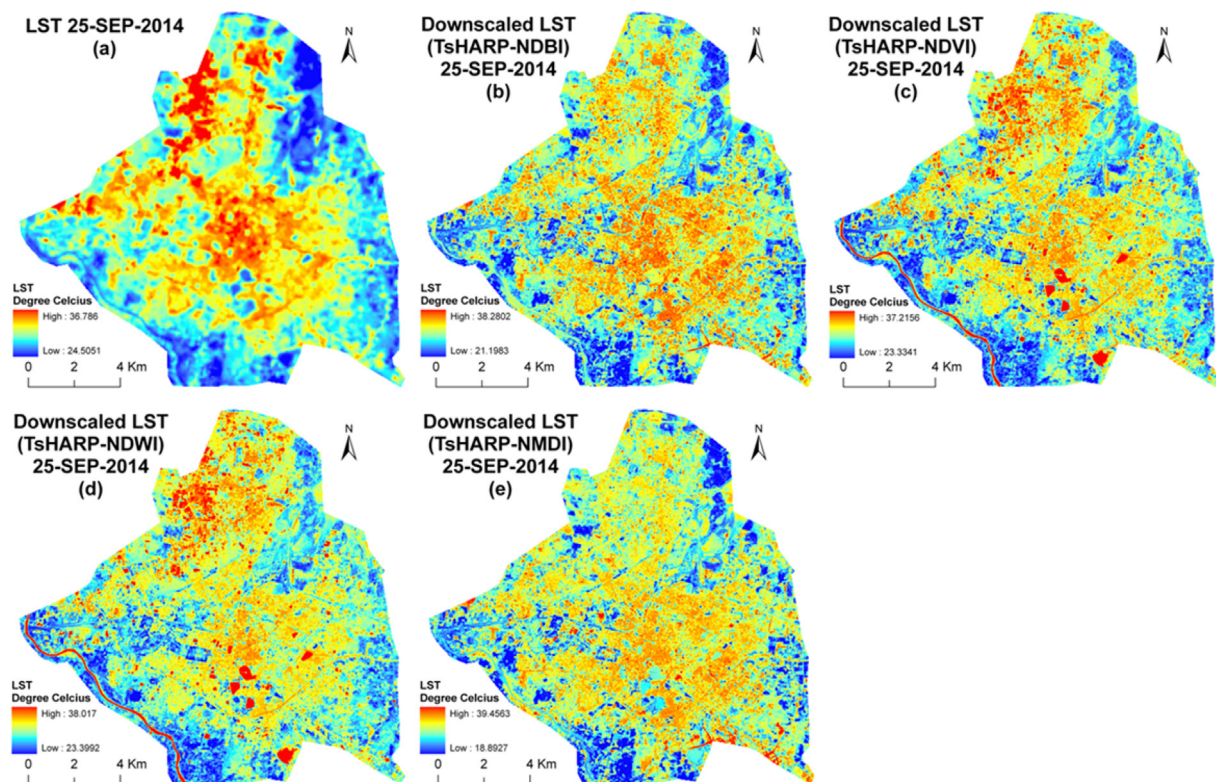 LST 25-SEP-2014
(a)
N
LST
Degree Celcius
High : 36.786
Low : 24.5051
0 4 Km
Downscaled LST
(TsHARP-NDBI)
25-SEP-2014
(b)
N
LST
Degree Celcius
High : 38.2802
Low : 21.1983
0 4 Km
Downscaled LST
(TsHARP-NDVI)
25-SEP-2014
(c)
N
LST
Degree Celcius
High : 37.2156
Low : 23.3341
0 4 Km
Downscaled LST
(TsHARP-NDWI)
25-SEP-2014
(d)
N
LST
Degree Celcius
High : 38.017
Low : 23.3992
0 2 4 Km
Downscaled LST
(TsHARP-NMDI)
25-SEP-2014
(e)
N
LST
Degree Celcius
High : 39.4563
Low : 18.8927
0 2 4 Km